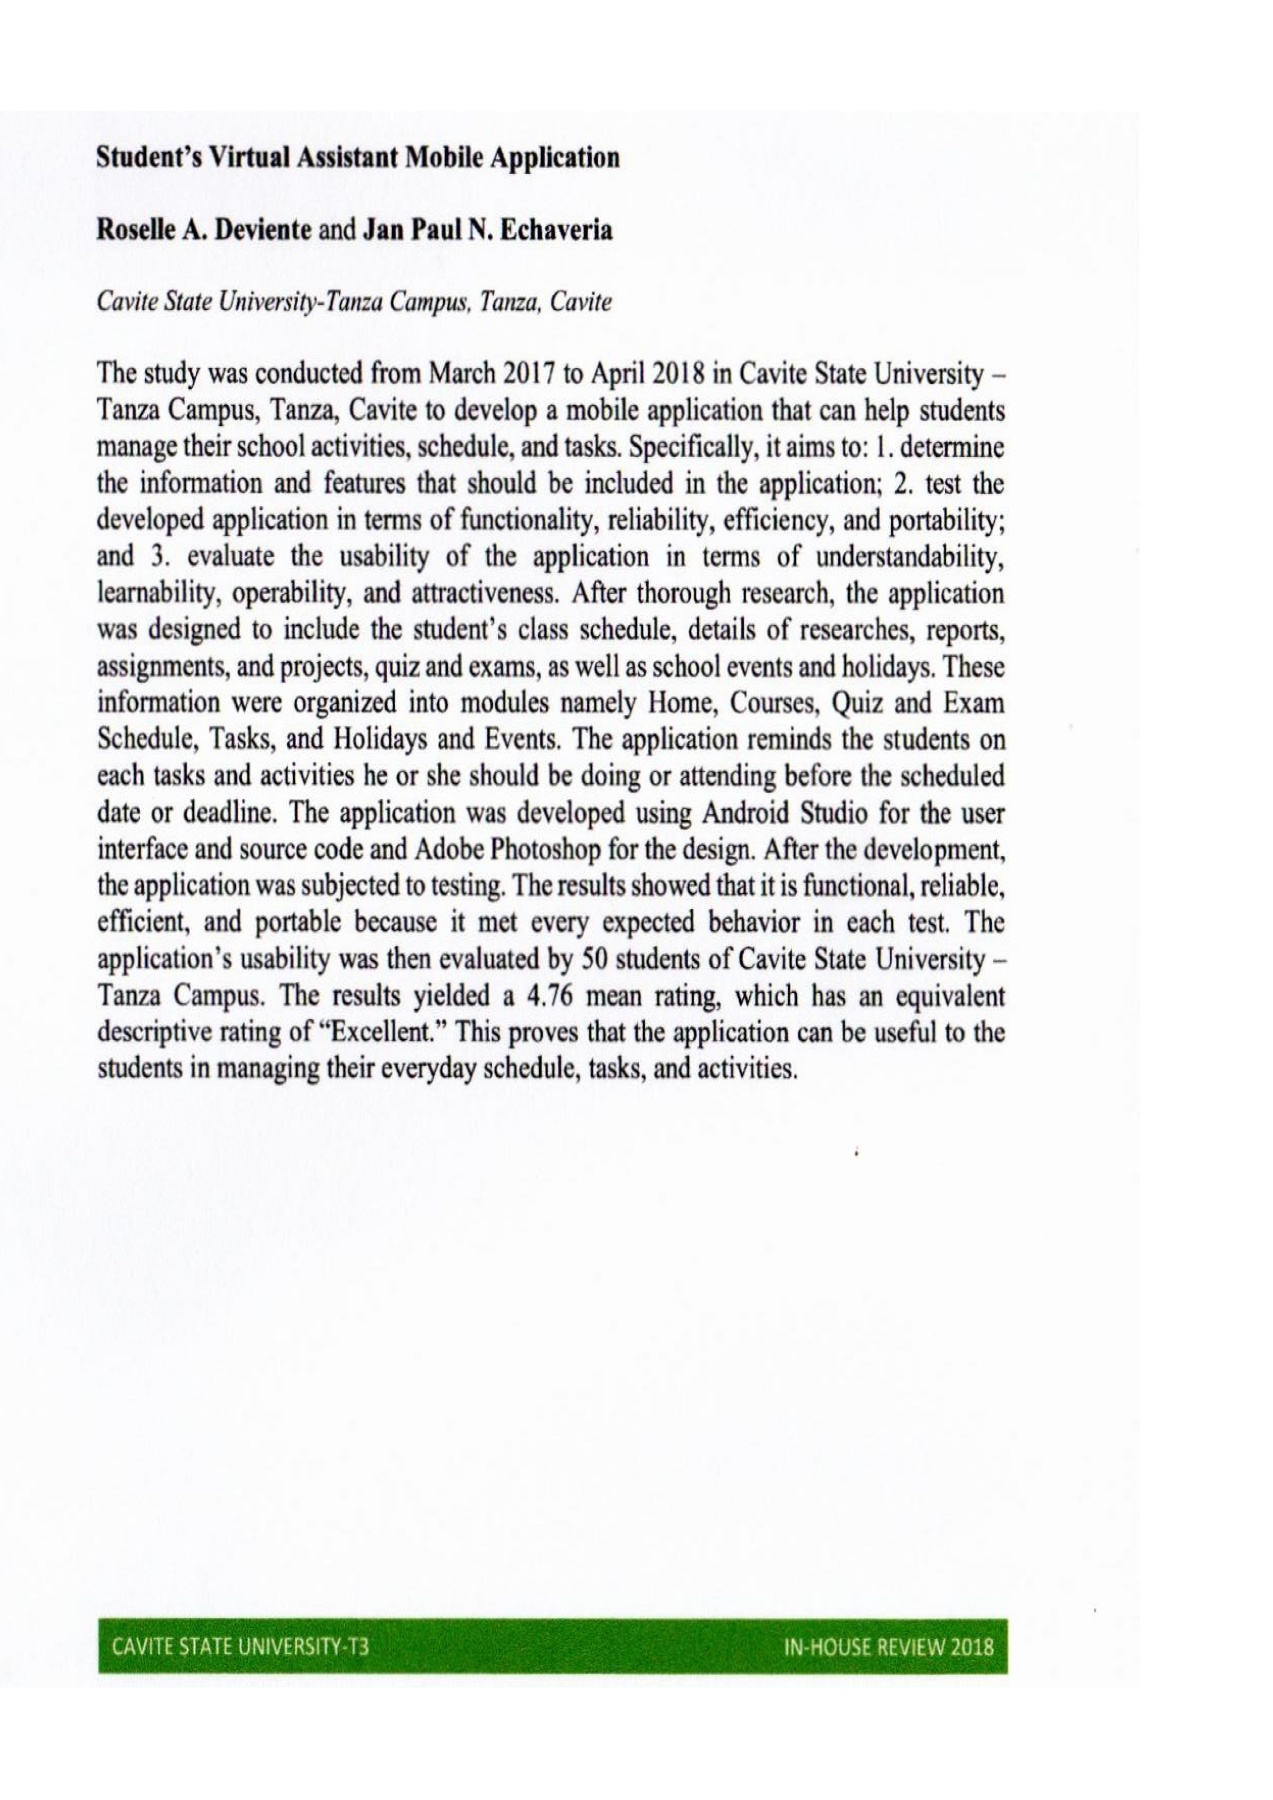 Student’s Virtual Assistant Mobile Application
Roselle A. Deviente and Jan Paul N. Echaveria
Cavite State University-Tanza Campus, Tanza, Cavite
The study was conducted from March 2017 to April 2018 in Cavite State University –
Tanza Campus, Tanza, Cavite to develop a mobile application that can help students
manage their school activities, schedule, and tasks. Specifically, it aims to: 1. determine
the information and features that should be included in the application; 2. test the
developed application in terms of functionality, reliability, efficiency, and portability;
and 3. evaluate the usability of the application in terms of understandability,
learnability, operability, and attractiveness. After thorough research, the application
was designed to include the student’s class schedule, details of researches, reports,
assignments, and projects, quiz and exams, as well as school events and holidays. These
information were organized into modules namely Home, Courses, Quiz and Exam
Schedule, Tasks, and Holidays and Events. The application reminds the students on
each tasks and activities he or she should be doing or attending before the scheduled
date or deadline. The application was developed using Android Studio for the user
interface and source code and Adobe Photoshop for the design. After the development,
the application was subjected to testing. The results showed that it is functional, reliable,
efficient, and portable because it met every expected behavior in each test. The
application’s usability was then evaluated by 50 students of Cavite State University –
Tanza Campus. The results yielded a 4.76 mean rating, which has an equivalent
descriptive rating of “Excellent.” This proves that the application can be useful to the
students in managing their everyday schedule, tasks, and activities.
CAVITE STATE UNIVERSITY-T3 IN-HOUSE REVIEW 2018